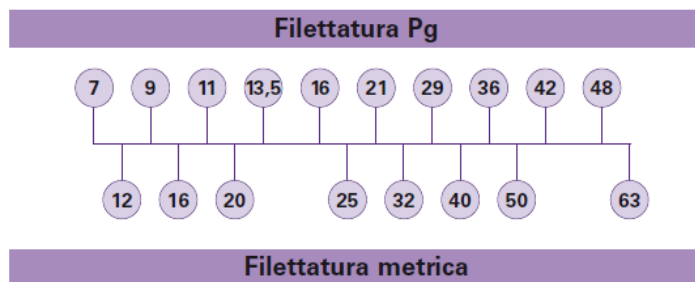 Filettatura Pg
7 9 11 13,5 16 21 29 36 42 48
12 16 20 25 32 40 50 63
Filettatura metrica